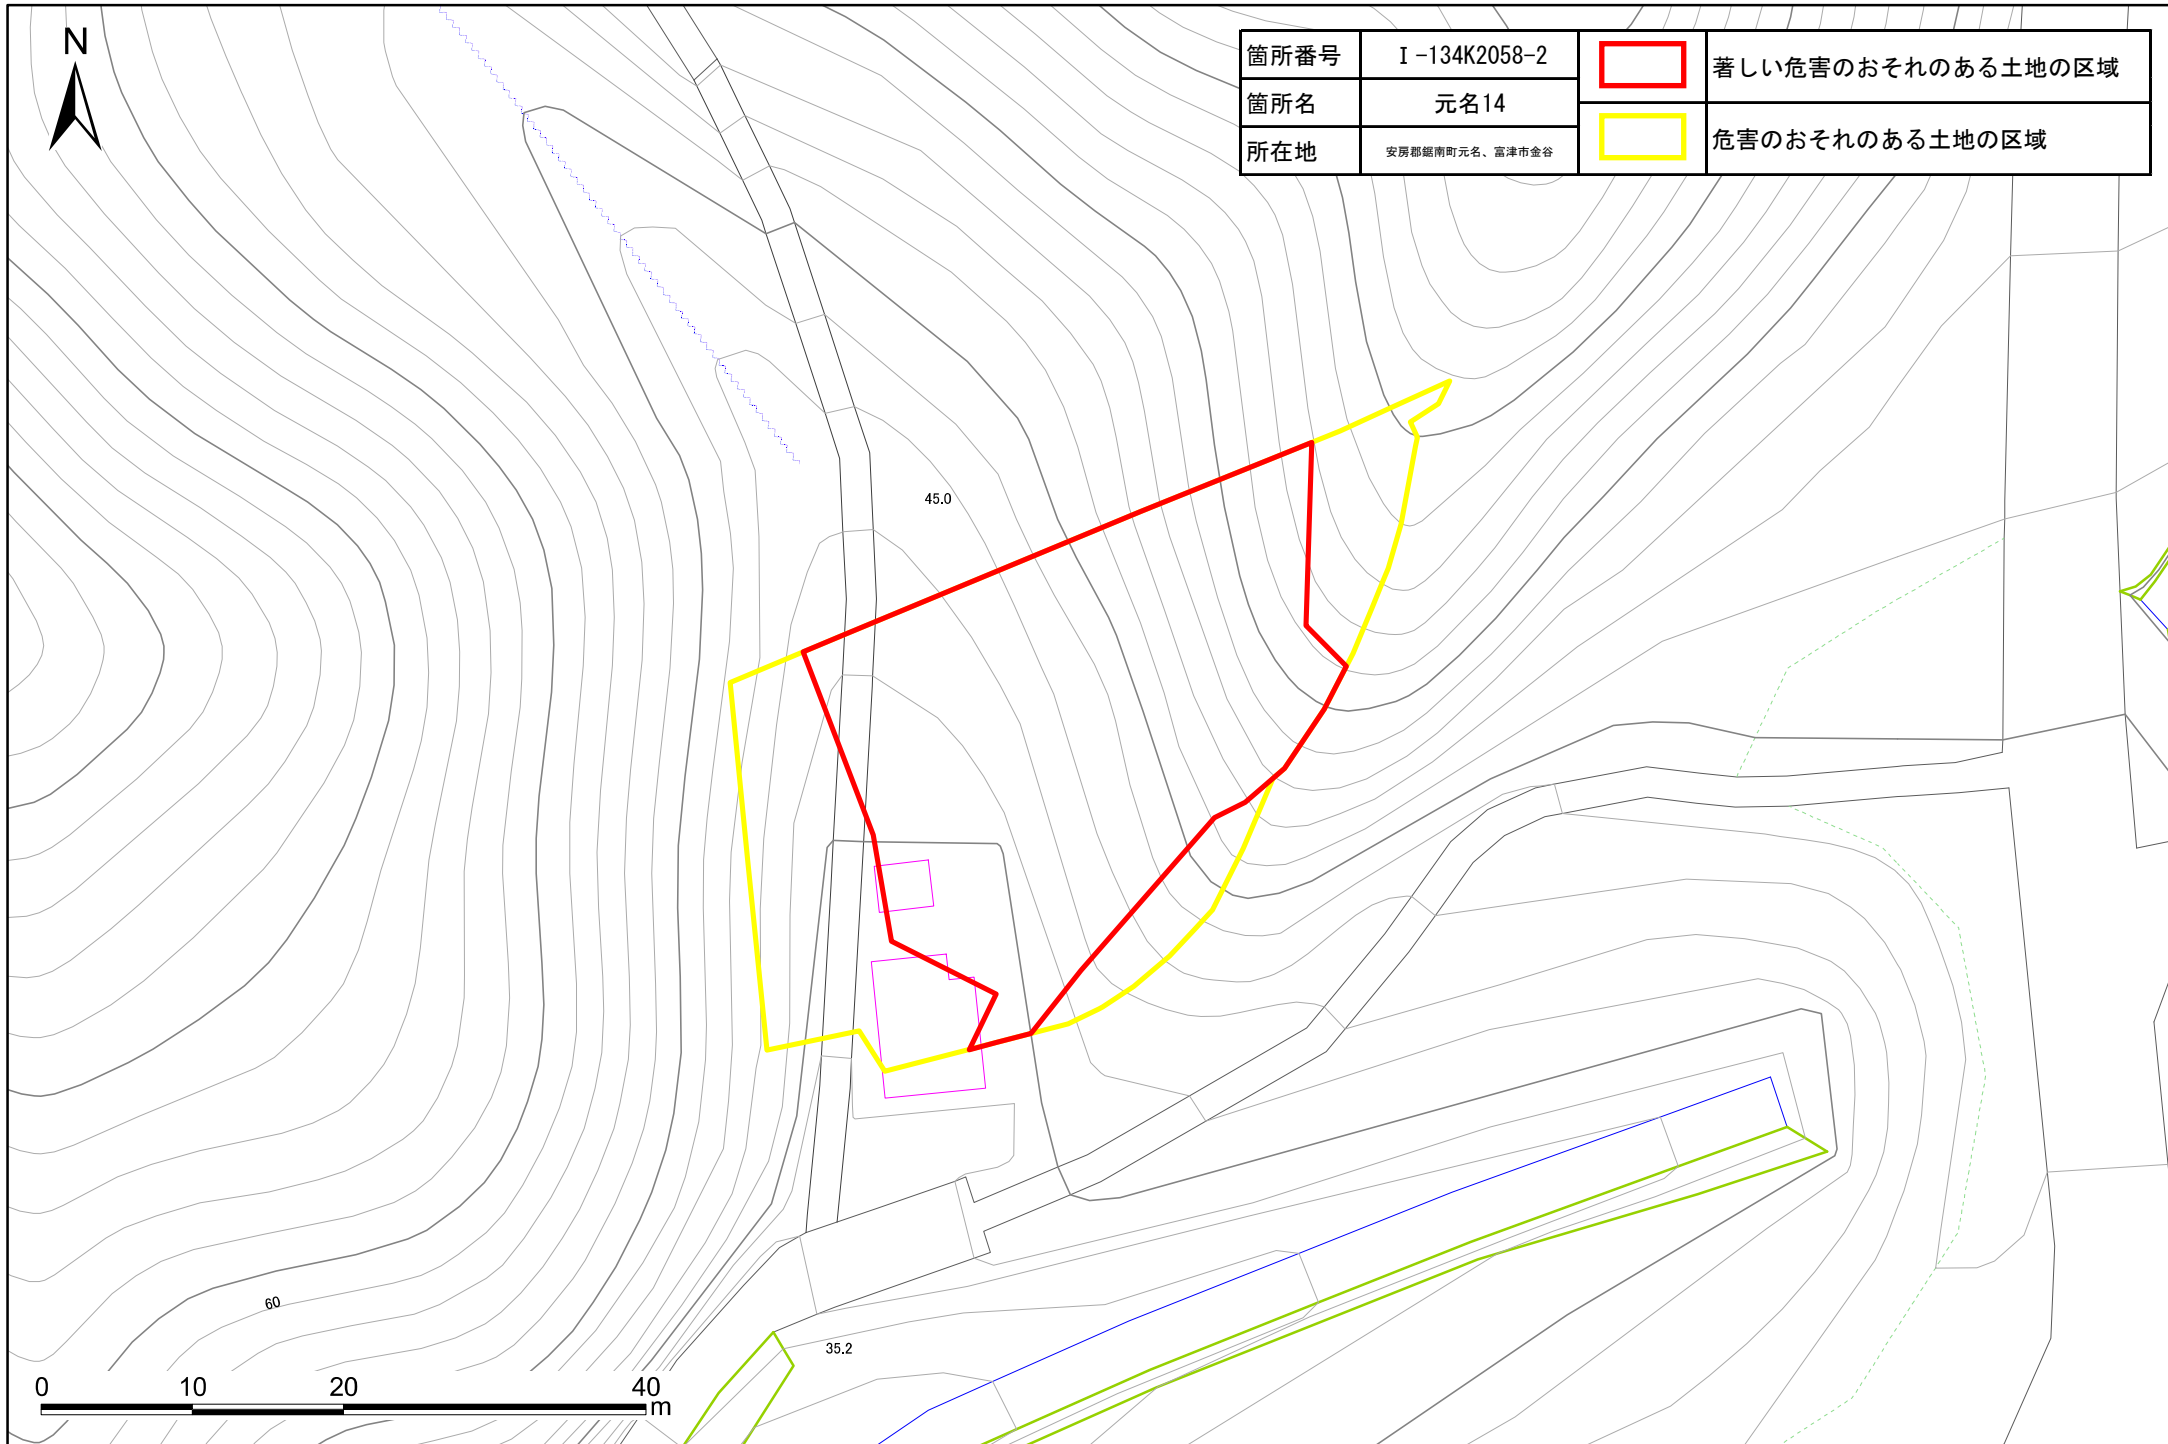 N
箇所番号 Ⅰ-134K2058-2
著しい危害のおそれのある土地の区域
箇所名 元名14
危害のおそれのある土地の区域
所在地 安房郡鋸南町元名、富津市金谷
45.0
60
35.2
0 10 20 40
m